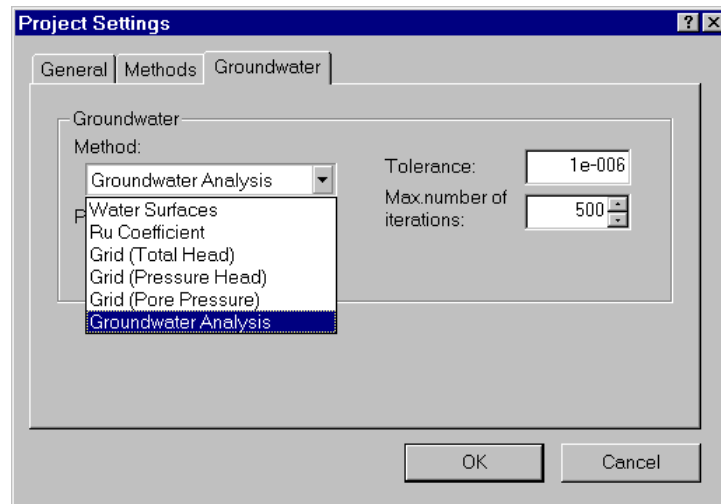 Project Settings
? ×
General Methods Groundwater
Groundwater
Method:
Groundwater Analysis
Water Surfaces
Ru Coefficient
Grid (Total Head)
Grid (Pressure Head)
Grid (Pore Pressure)
Groundwater Analysis
P
Tolerance: 1e-006
Max.number of
iterations: 500
OK Cancel